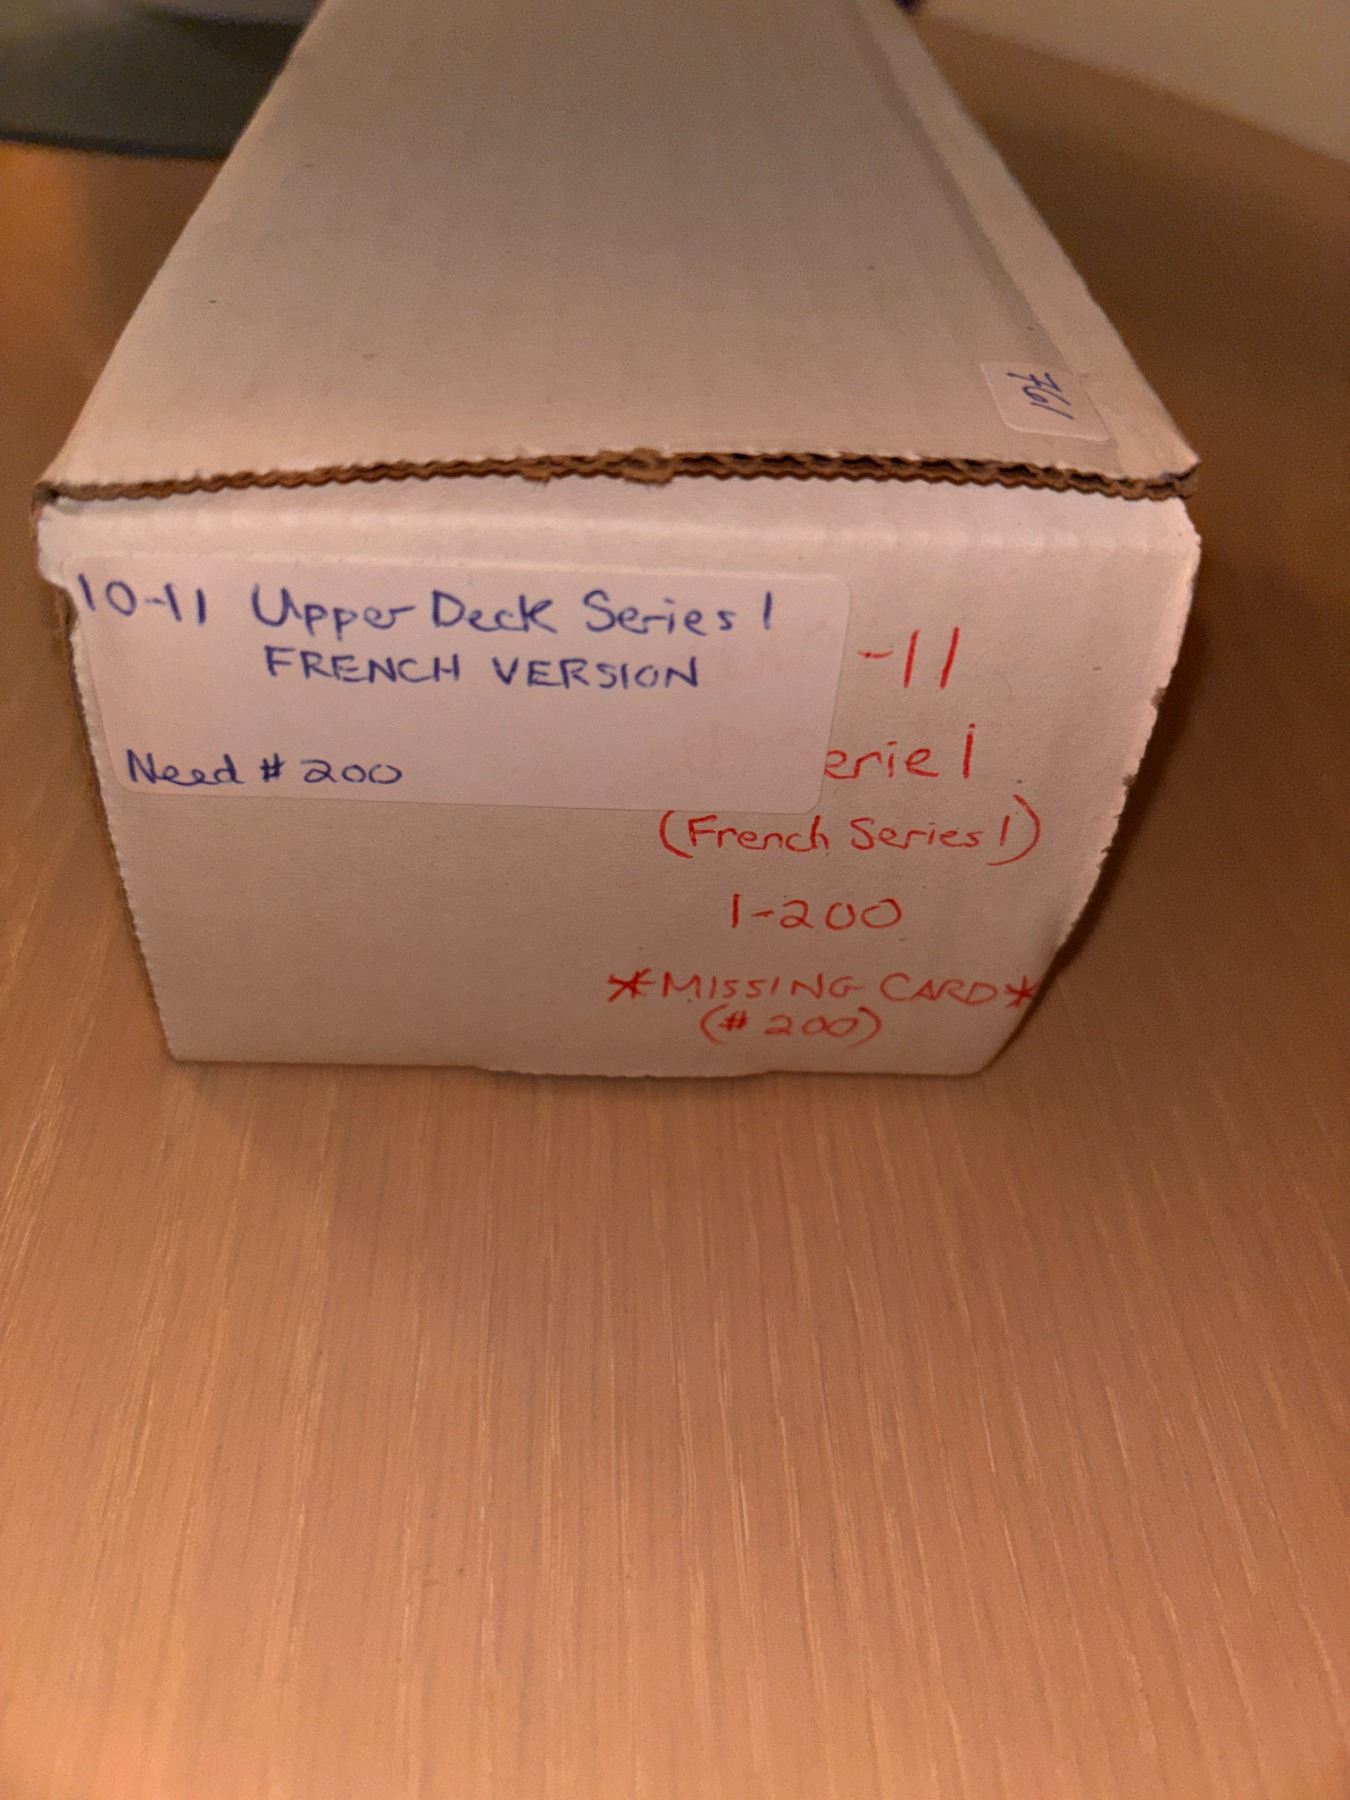 761
10-11 Upper Deck Series 1
FRENCH VERSION
Need # 200
-11
erie 1
(French Series 1)
1-200
*MISSING CARD*
(# 200)